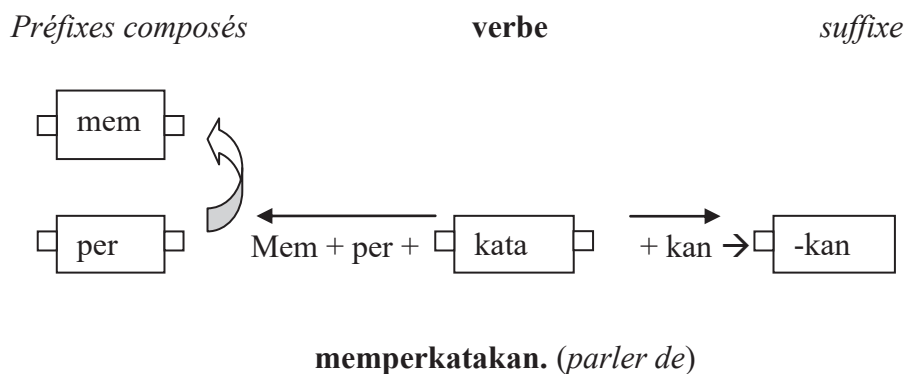 Préfixes composés verbe suffixe
mem
per Mem + per + kata + kan → -kan
memperkatakan. (parler de)